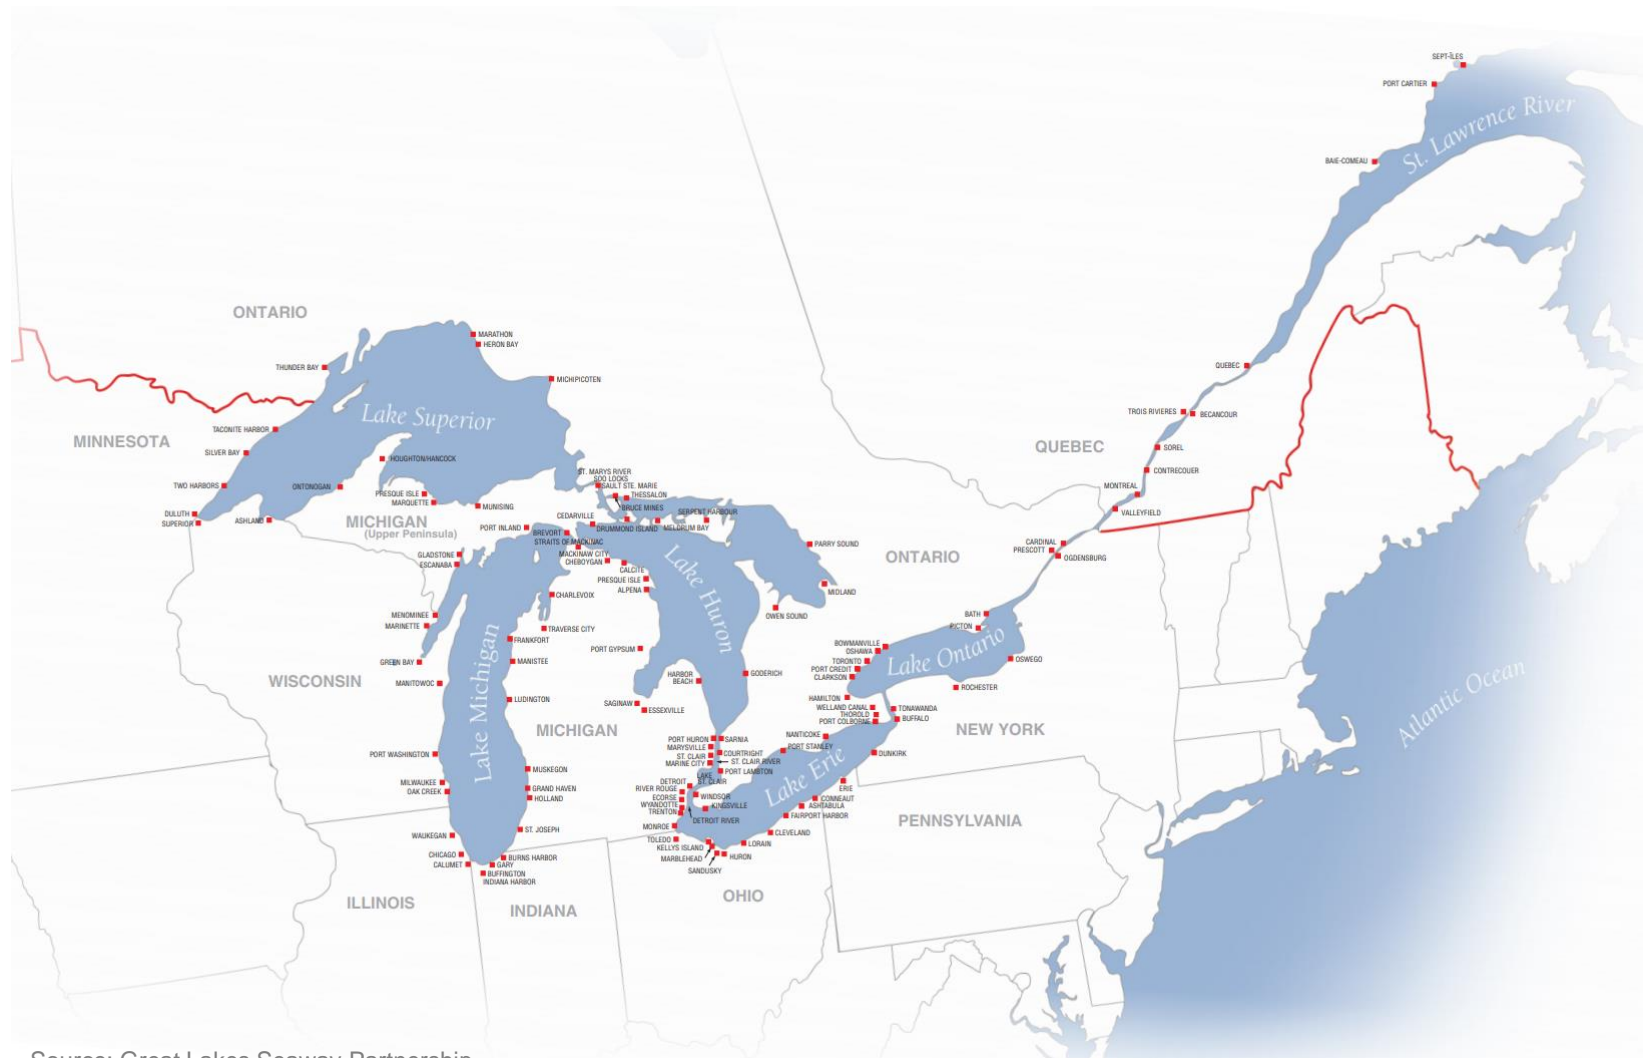 SEPT-ÎLES
PORT CARTIER
St. Lawrence River
BAIE-COMEAU
ONTARIO
MARATHON
HERON BAY
THUNDER BAY
MICHIPICOTEN
QUEBEC
Lake Superior
TROIS RIVIERES
BECANCOUR
TACONITE HARBOR
MINNESOTA
QUEBEC
SILVER BAY
SOREL
HOUGHTON/HANCOCK
CONTRECOUER
ST. MARYS RIVER
SOO LOCKS
SAULT STE. MARIE
TWO HARBORS
ONTONOGAN
PRESQUE ISLE
MARQUETTE
THESSALON
MONTREAL
MUNISING
BRUCE MINES
SERPENT HARBOUR
VALLEYFIELD
DULUTH
SUPERIOR
ASHLAND
MICHIGAN
(Upper Peninsula)
CEDARVILLE
PORT INLAND
DRUMMOND ISLAND
MELDRUM BAY
BREVORT
STRAITS OF MACKINAC
PARRY SOUND
CARDINAL
PRESCOTT
OGDENSBURG
ONTARIO
GLADSTONE
ESCANABA
MACKINAW CITY
CHEBOYGAN
CALCITE
PRESQUE ISLE
ALPENA
Lake Huron
MIDLAND
CHARLEVOIX
OWEN SOUND
BATH
PICTON
MENOMINEE
MARINETTE
TRAVERSE CITY
FRANKFORT
PORT GYPSUM
BOWMANVILLE
OSHAWA
TORONTO
PORT CREDIT
CLARKSON
Lake Ontario
OSWEGO
GREEN BAY
MANISTEE
Lake Michigan
WISCONSIN
MANITOWOC
HARBOR
BEACH
GODERICH
ROCHESTER
LUDINGTON
HAMILTON
SAGINAW
ESSEXVILLE
WELLAND CANAL
THOROLD
PORT COLBORNE
TONAWANDA
BUFFALO
Atlantic Ocean
MICHIGAN
NEW YORK
PORT HURON
SARNIA
MARYSVILLE
ST. CLAIR
MARINE CITY
COURTRIGHT
ST. CLAIR RIVER
PORT LAMBTON
NANTICOKE
PORT STANLEY
DUNKIRK
PORT WASHINGTON
MUSKEGON
LAKE
ST. CLAIR
Lake Erie
MILWAUKEE
OAK CREEK
GRAND HAVEN
HOLLAND
DETROIT
RIVER ROUGE
ECORSE
WYANDOTTE
TRENTON
WINDSOR
KINGSVILLE
DETROIT RIVER
ERIE
CONNEAUT
ASHTABULA
FAIRPORT HARBOR
PENNSYLVANIA
WAUKEGAN
ST. JOSEPH
MONROE
TOLEDO
KELLYS ISLAND
MARBLEHEAD
SANDUSKY
HURON
LORAIN
CLEVELAND
CHICAGO
CALUMET
BURNS HARBOR
GARY
BUFFINGTON
INDIANA HARBOR
ILLINOIS
INDIANA
OHIO
Source: Great Lakes Seaway Partnership